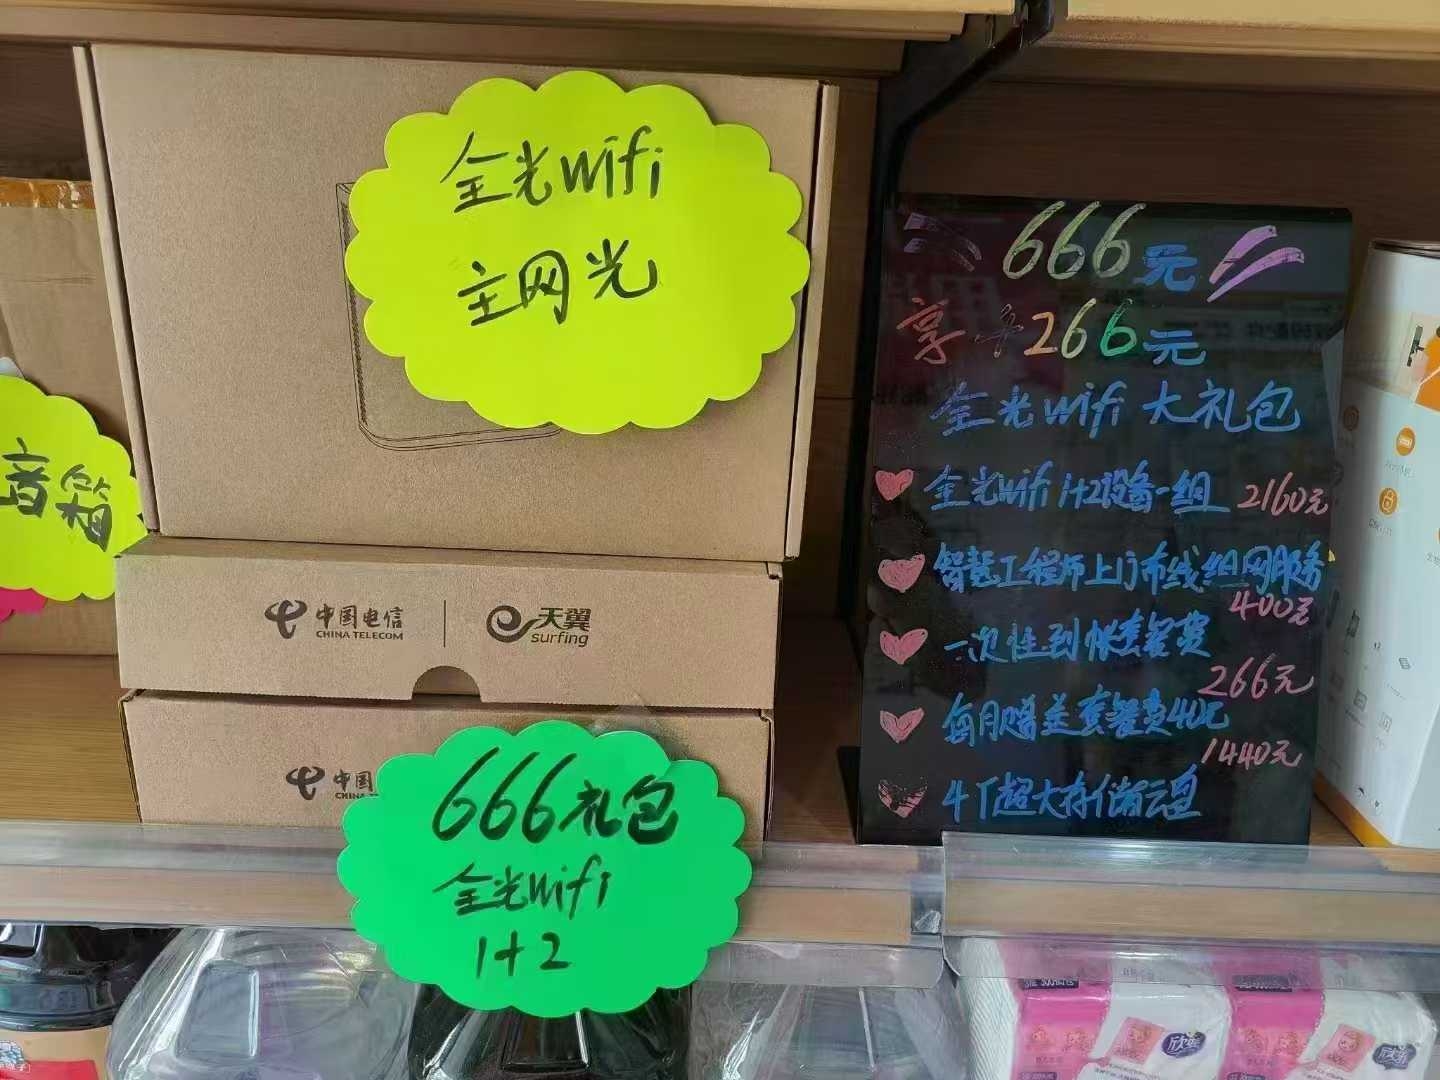 全光wifi
主网光
音箱
中国电信
CHINA TELECOM
天翼
surfing
中国
CHINA TE
666礼包
全光wifi
1+2
666元
享 266元
全光wifi大礼包
全光wifi 1+2设备一组 2160元
智慧工程师上门布线组网服务
400元
一次性到帐套餐费
266元
每月赠送套餐费40元
1440元
4T超大存储云盘